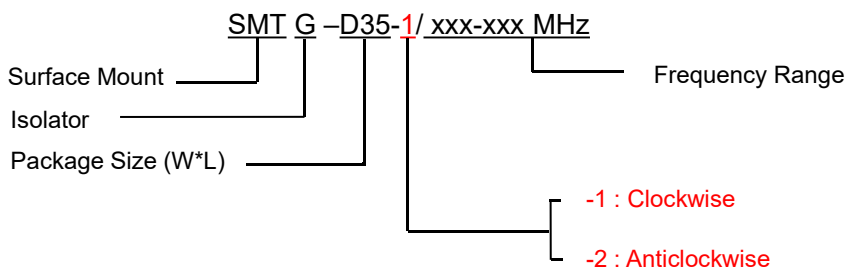 SMT G –D35-1/ xxx-xxx MHz
Surface Mount
Frequency Range
Isolator
Package Size (W*L)
-1 : Clockwise
-2 : Anticlockwise